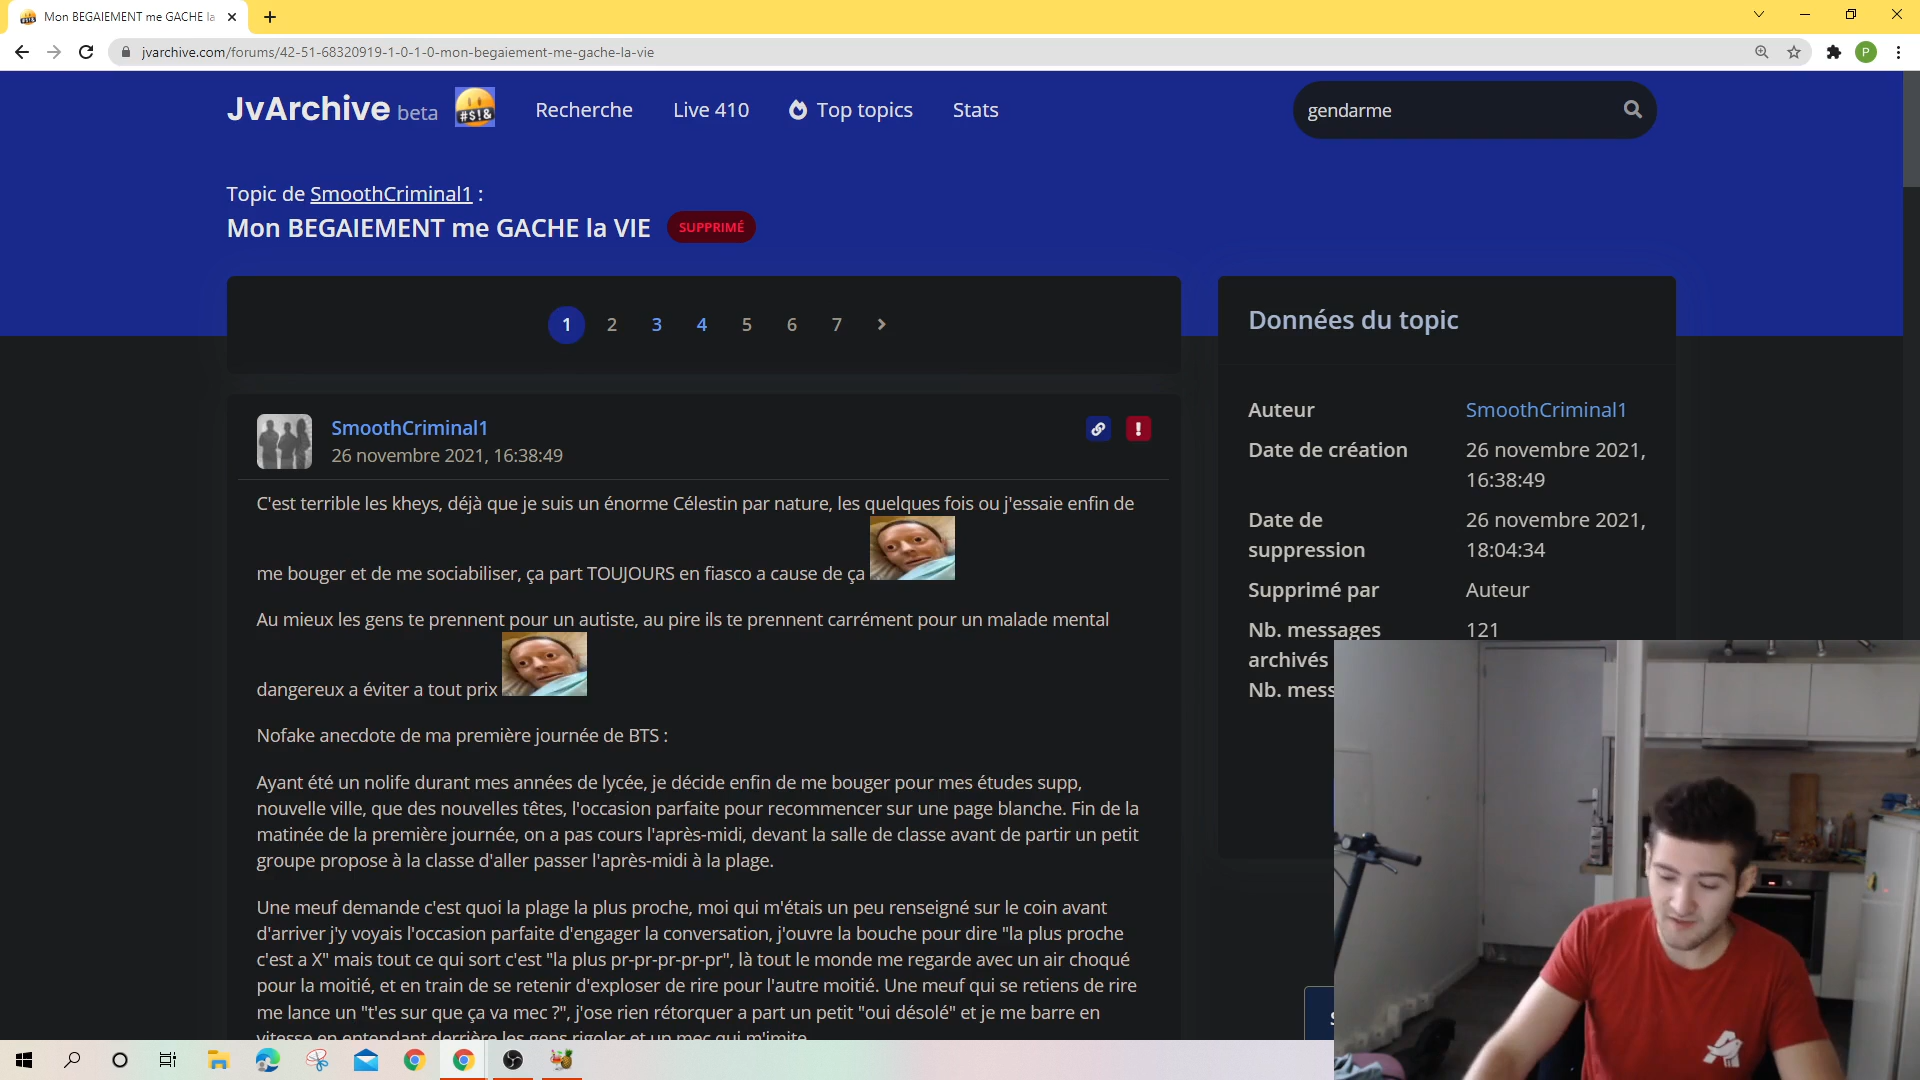 Mon BEGAIEMENT me GACHE la
jvarchive.com/forums/42-51-68320919-1-0-1-0-mon-begaiement-me-gache-la-vie
P
JvArchive beta
#$!&
Recherche
Live 410
Top topics
Stats
gendarme
Topic de SmoothCriminal1 :
Mon BEGAIEMENT me GACHE la VIE
SUPPRIMÉ
1 2 3 4 5 6 7
SmoothCriminal1
26 novembre 2021, 16:38:49
C'est terrible les kheys, déjà que je suis un énorme Célestin par nature, les quelques fois ou j'essaie enfin de
me bouger et de me sociabiliser, ça part TOUJOURS en fiasco a cause de ça
Au mieux les gens te prennent pour un autiste, au pire ils te prennent carrément pour un malade mental
dangereux a éviter a tout prix
Nofake anecdote de ma première journée de BTS :
Ayant été un nolife durant mes années de lycée, je décide enfin de me bouger pour mes études supp,
nouvelle ville, que des nouvelles têtes, l'occasion parfaite pour recommencer sur une page blanche. Fin de la
matinée de la première journée, on a pas cours l'après-midi, devant la salle de classe avant de partir un petit
groupe propose à la classe d'aller passer l'après-midi à la plage.
Une meuf demande c'est quoi la plage la plus proche, moi qui m'étais un peu renseigné sur le coin avant
d'arriver j'y voyais l'occasion parfaite d'engager la conversation, j'ouvre la bouche pour dire "la plus proche
c'est a X" mais tout ce qui sort c'est "la plus pr-pr-pr-pr-pr", là tout le monde me regarde avec un air choqué
pour la moitié, et en train de se retenir d'exploser de rire pour l'autre moitié. Une meuf qui se retiens de rire
me lance un "t'es sur que ça va mec ?", j'ose rien rétorquer a part un petit "oui désolé" et je me barre en
vitesse en entendant derrière les gens rigoler et un mec qui m'imite
Données du topic
Auteur
SmoothCriminal1
Date de création
26 novembre 2021,
16:38:49
Date de
suppression
26 novembre 2021,
18:04:34
Supprimé par
Auteur
Nb. messages
archivés
121
Nb. mess